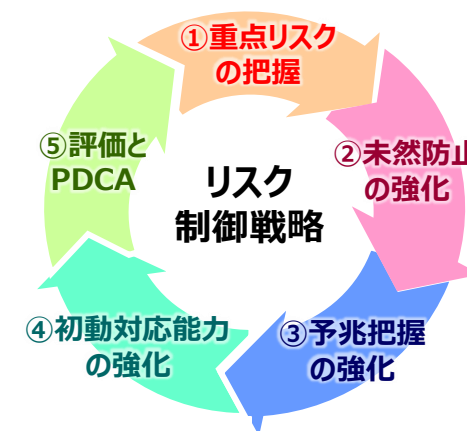 ①重点リスク
の把握
②未然防止
の強化
③予兆把握
の強化
④初動対応能力
の強化
⑤評価と
PDCA
リスク
制御戦略